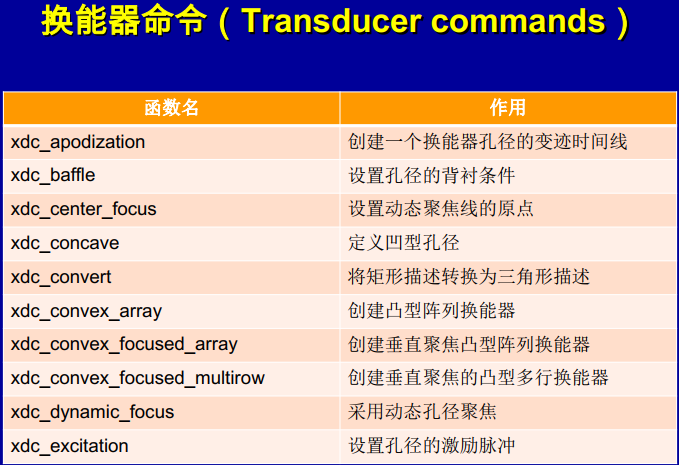 换能器命令（Transducer commands）
函数名 作用
xdc_apodization 创建一个换能器孔径的变迹时间线
xdc_baffle 设置孔径的背衬条件
xdc_center_focus 设置动态聚焦线的原点
xdc_concave 定义凹型孔径
xdc_convert 将矩形描述转换为三角形描述
xdc_convex_array 创建凸型阵列换能器
xdc_convex_focused_array 创建垂直聚焦凸型阵列换能器
xdc_convex_focused_multirow 创建垂直聚焦的凸型多行换能器
xdc_dynamic_focus 采用动态孔径聚焦
xdc_excitation 设置孔径的激励脉冲